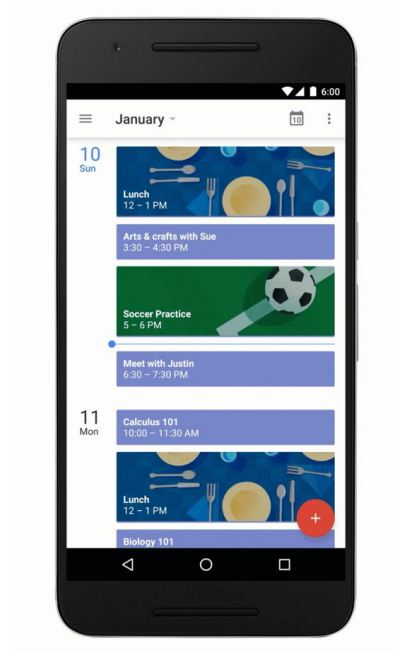 6:00
January
10
10
Sun
Lunch
12 – 1 PM
Arts & crafts with Sue
3:30 – 4:30 PM
Soccer Practice
5 – 6 PM
Meet with Justin
6:30 – 7:30 PM
11
Mon
Calculus 101
10:00 – 11:30 AM
Lunch
12 – 1 PM
+
Biology 101